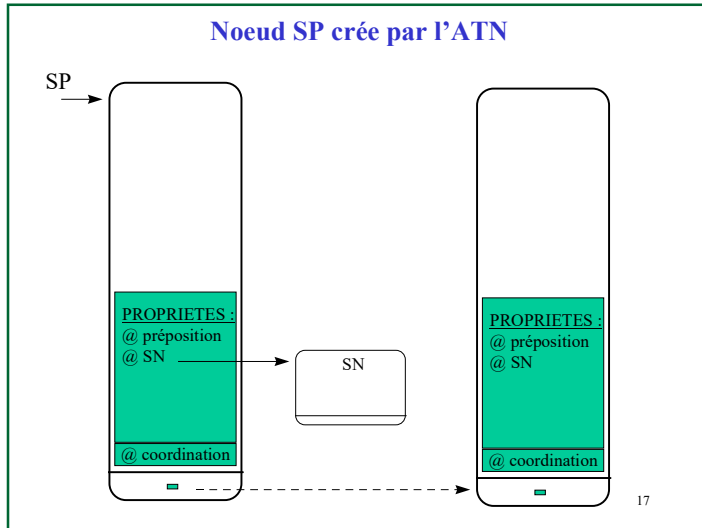 Noeud SP crée par l’ATN
SP
PROPRIETES :
@ préposition
@ SN
@ coordination
SN
PROPRIETES :
@ préposition
@ SN
@ coordination
17